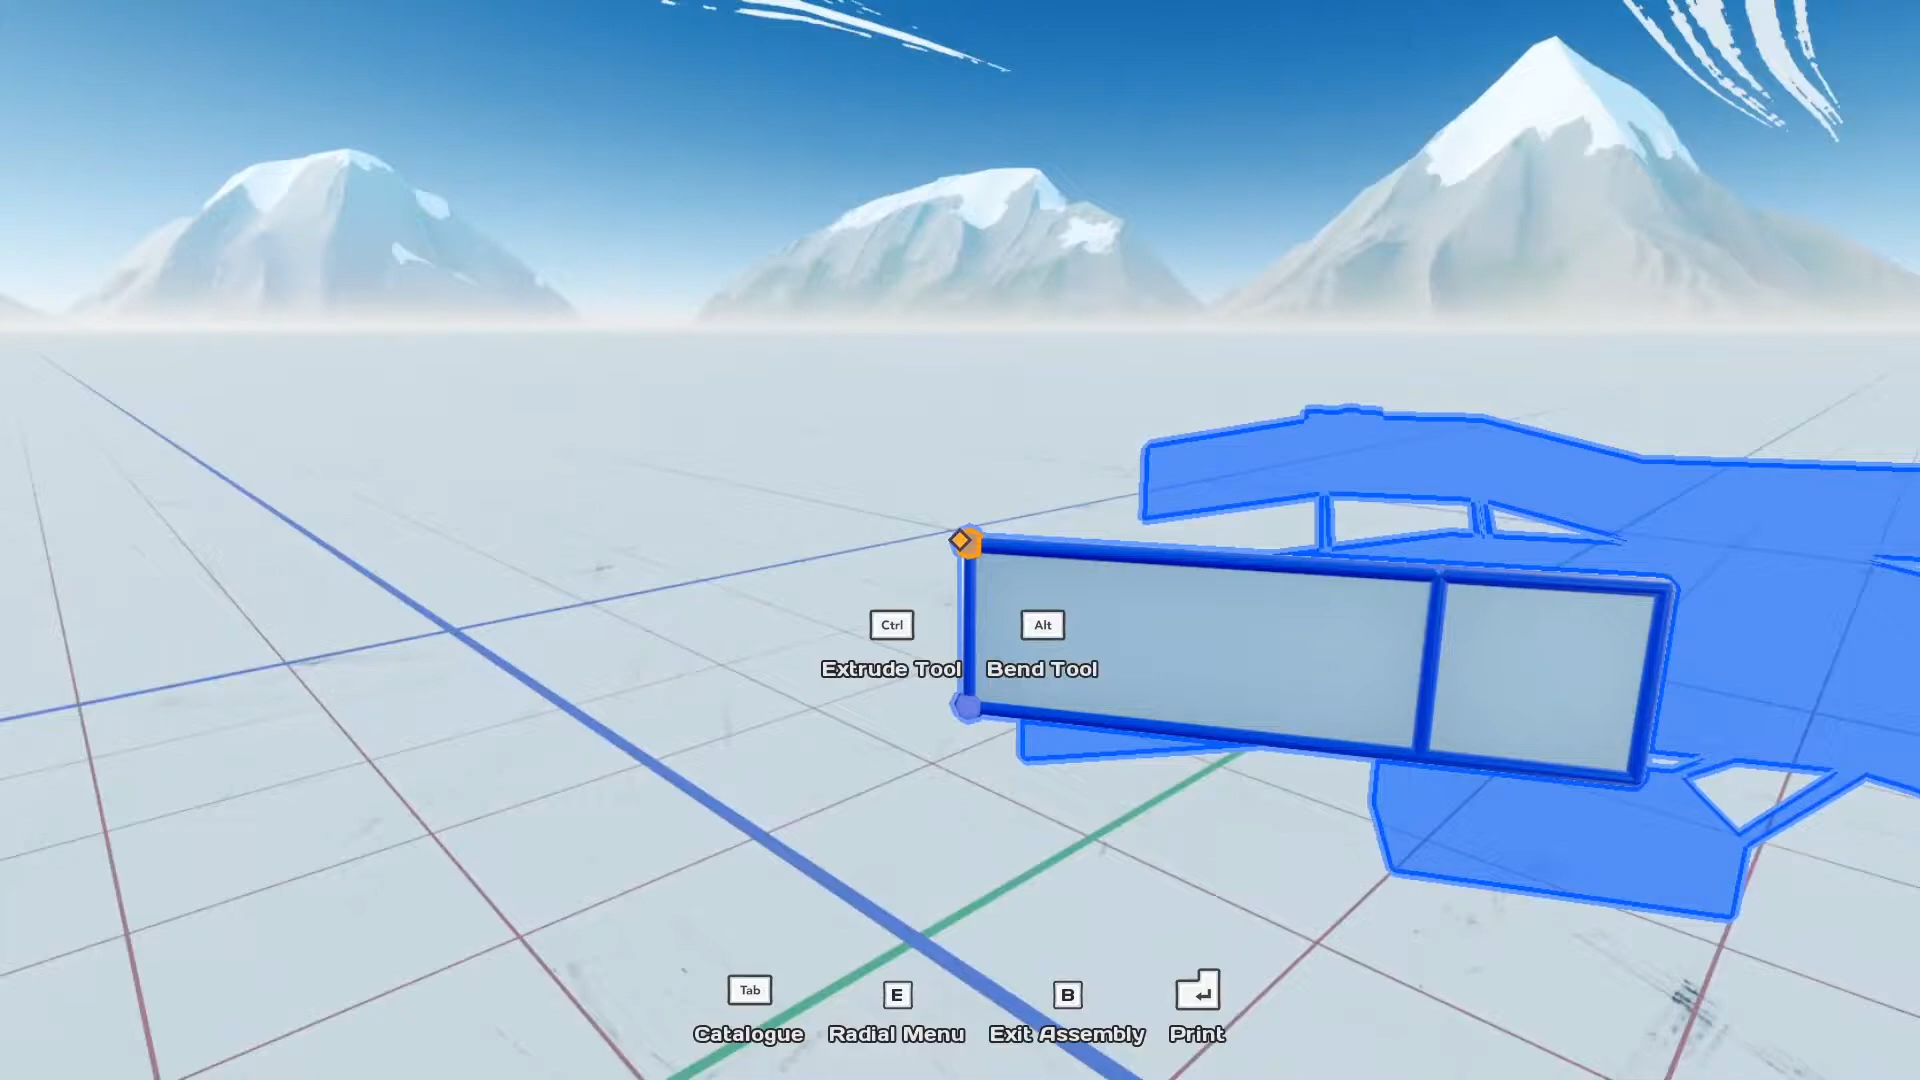 Ctrl Alt
Extrude Tool Bend Tool
Tab E B
Catalogue Radial Menu Exit Assembly Print